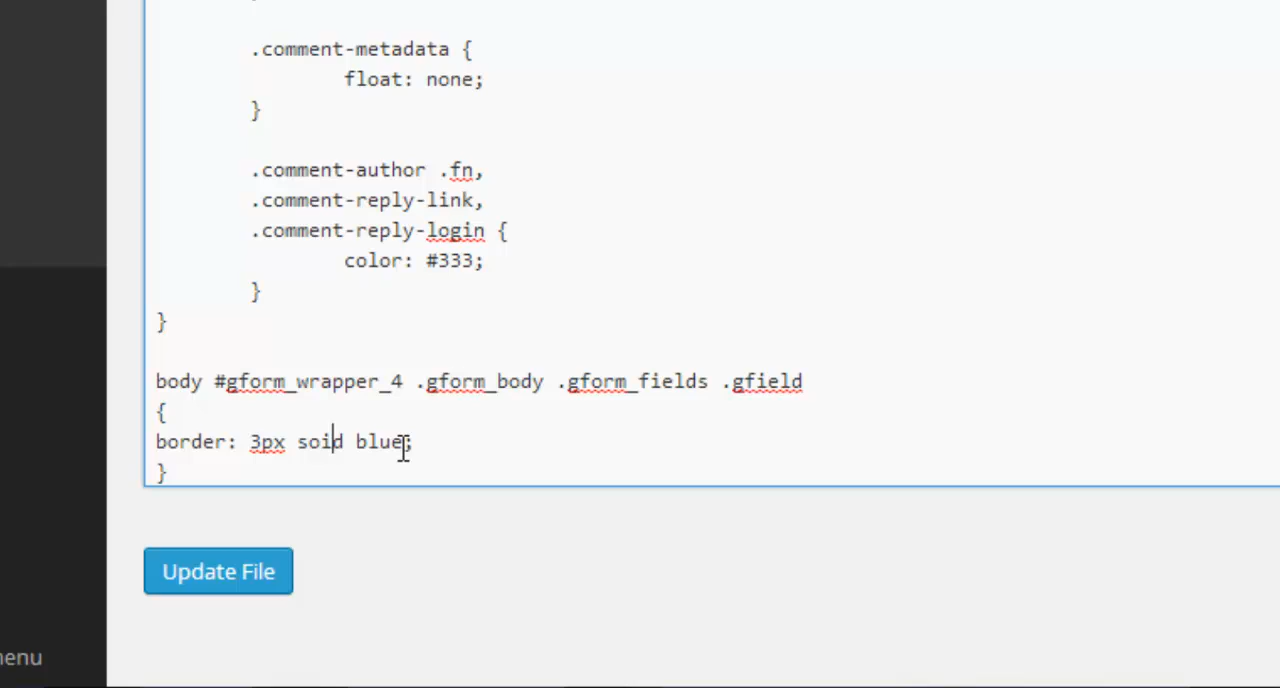 .comment-metadata {
float: none;
}
.comment-author .fn,
.comment-reply-link,
.comment-reply-login {
color: #333;
}
}
body #gform_wrapper_4 .gform_body .gform_fields .gfield
{
border: 3px soid blue;
}
Update File
menu